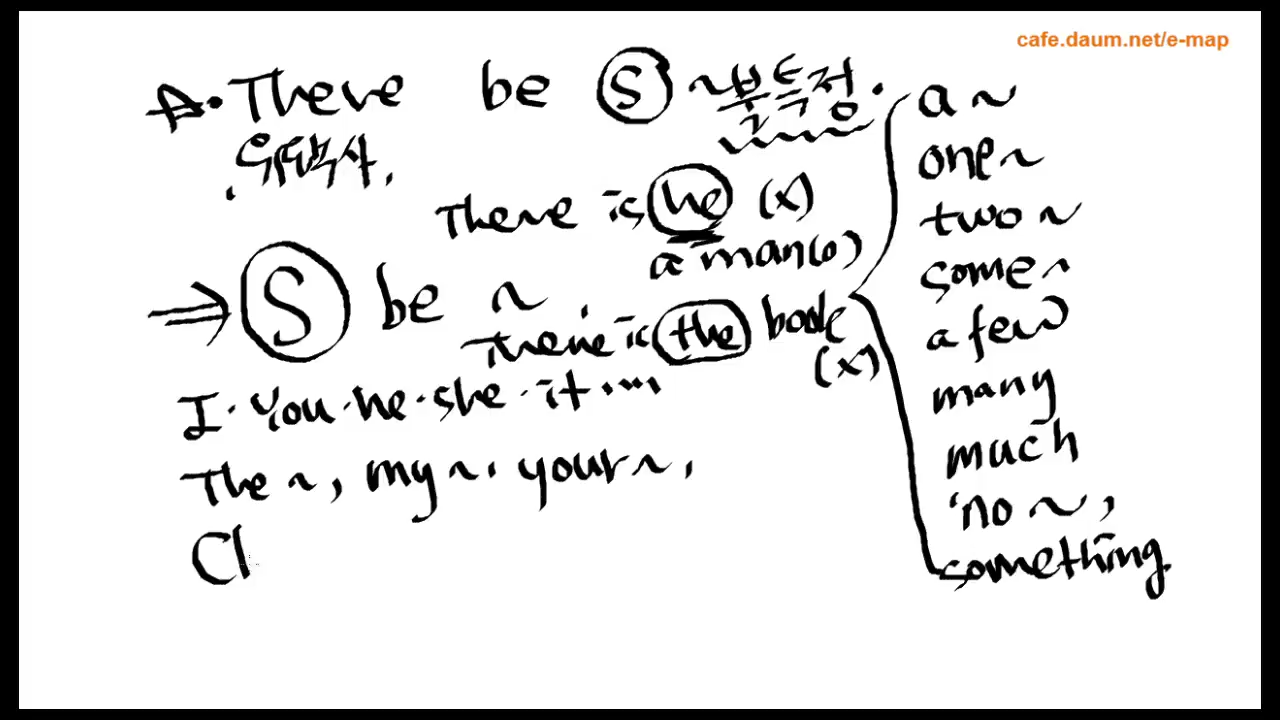 cafe.daum.net/e-map
☆. There be Ⓢ ~불특정.
유도부사.
There is he (x)
a man(o)
⇒ Ⓢ be ~ .
There is the book
(x)
I. You. he. she. it....
The ~, my ~. your ~,
Cl
a ~
one ~
two ~
some ~
a few
many
much
no ~,
something.